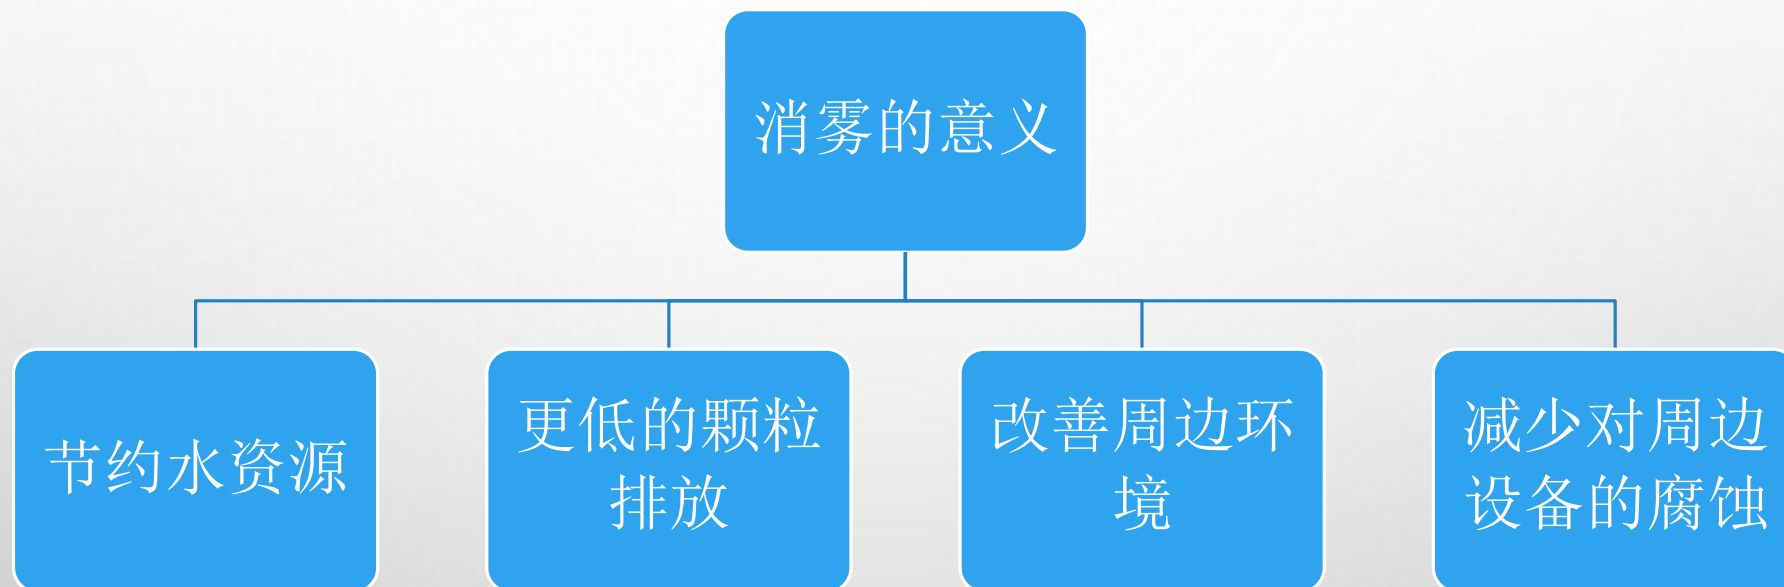 消雾的意义
节约水资源
更低的颗粒
排放
改善周边环
境
减少对周边
设备的腐蚀